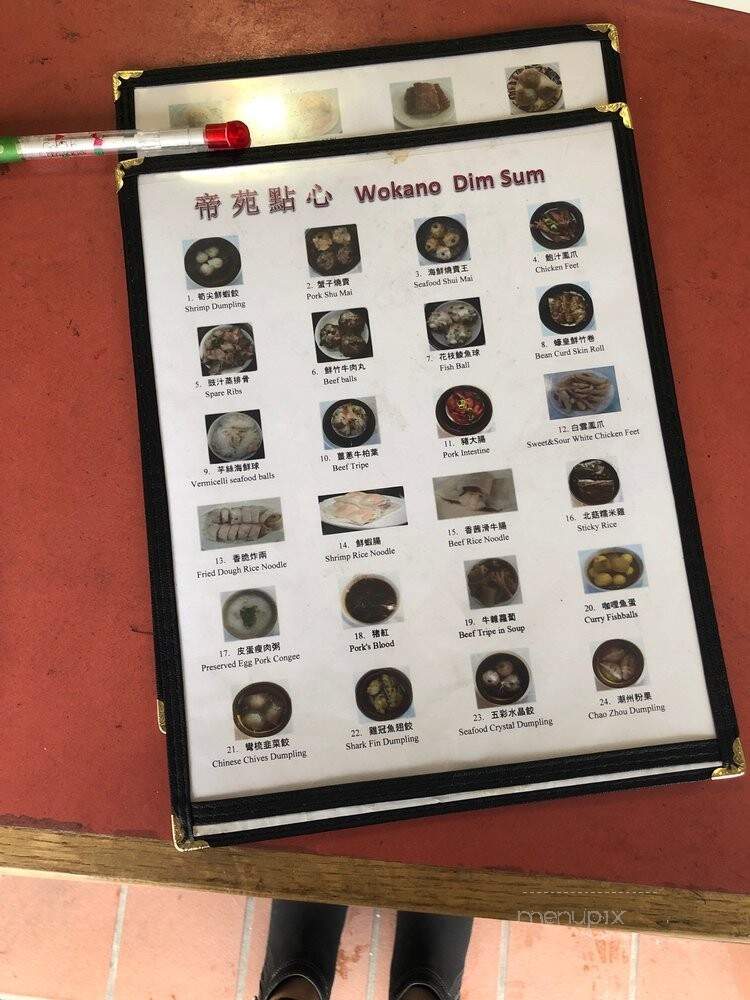 帝苑點心 Wokano Dim Sum
1. 筍尖鮮蝦餃
Shrimp Dumpling
2. 蟹子燒賣
Pork Shu Mai
3. 海鮮燒賣王
Seafood Shui Mai
4. 鮑汁鳳爪
Chicken Feet
5. 豉汁蒸排骨
Spare Ribs
6. 鮮竹牛肉丸
Beef balls
7. 花枝鯪魚球
Fish Ball
8. 蠔皇鮮竹卷
Bean Curd Skin Roll
9. 芋絲海鮮球
Vermicelli seafood balls
10. 薑蔥牛柏葉
Beef Tripe
11. 豬大腸
Pork Intestine
12. 白雲鳳爪
Sweet&Sour White Chicken Feet
13. 香脆炸兩
Fried Dough Rice Noodle
14. 鮮蝦腸
Shrimp Rice Noodle
15. 香茜滑牛腸
Beef Rice Noodle
16. 北菇糯米雞
Sticky Rice
17. 皮蛋瘦肉粥
Preserved Egg Pork Congee
18. 猪紅
Pork's Blood
19. 牛雜蘿蔔
Beef Tripe in Soup
20. 咖喱魚蛋
Curry Fishballs
21. 彎梳韭菜餃
Chinese Chives Dumpling
22. 雞冠魚翅餃
Shark Fin Dumpling
23. 五彩水晶餃
Seafood Crystal Dumpling
24. 潮州粉果
Chao Zhou Dumpling
menupix